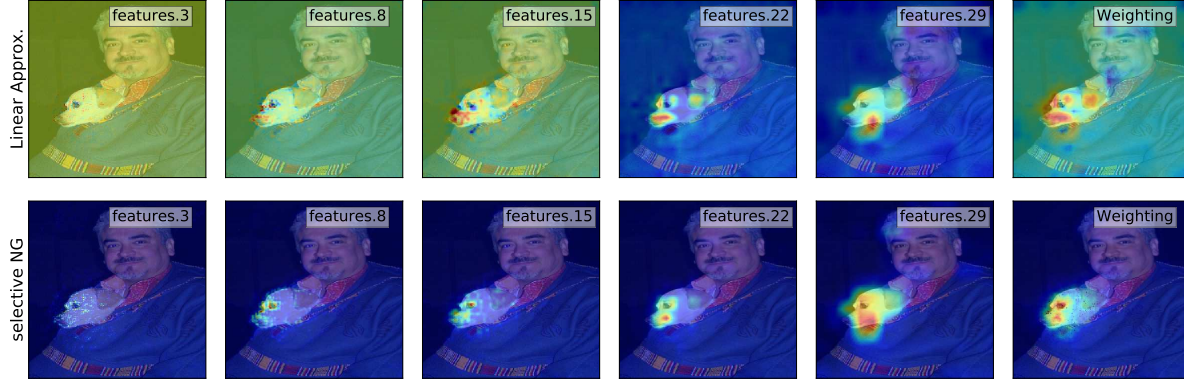 Linear Approx.
features.3
features.8
features.15
features.22
features.29
Weighting
selective NG
features.3
features.8
features.15
features.22
features.29
Weighting